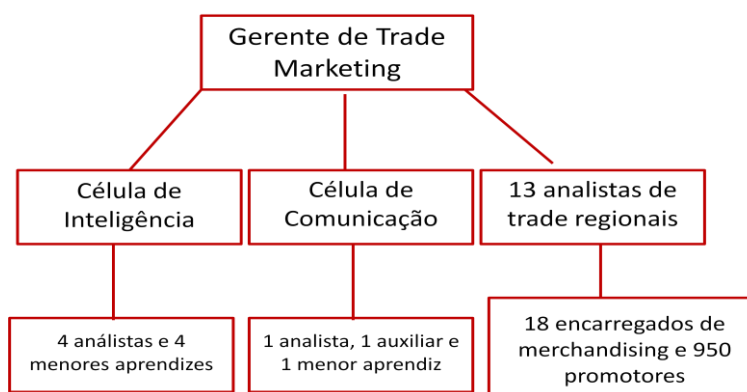 Gerente de Trade
Marketing
Célula de
Inteligência
Célula de
Comunicação
13 analistas de
trade regionais
4 análistas e 4
menores aprendizes
1 analista, 1 auxiliar e
1 menor aprendiz
18 encarregados de
merchandising e 950
promotores